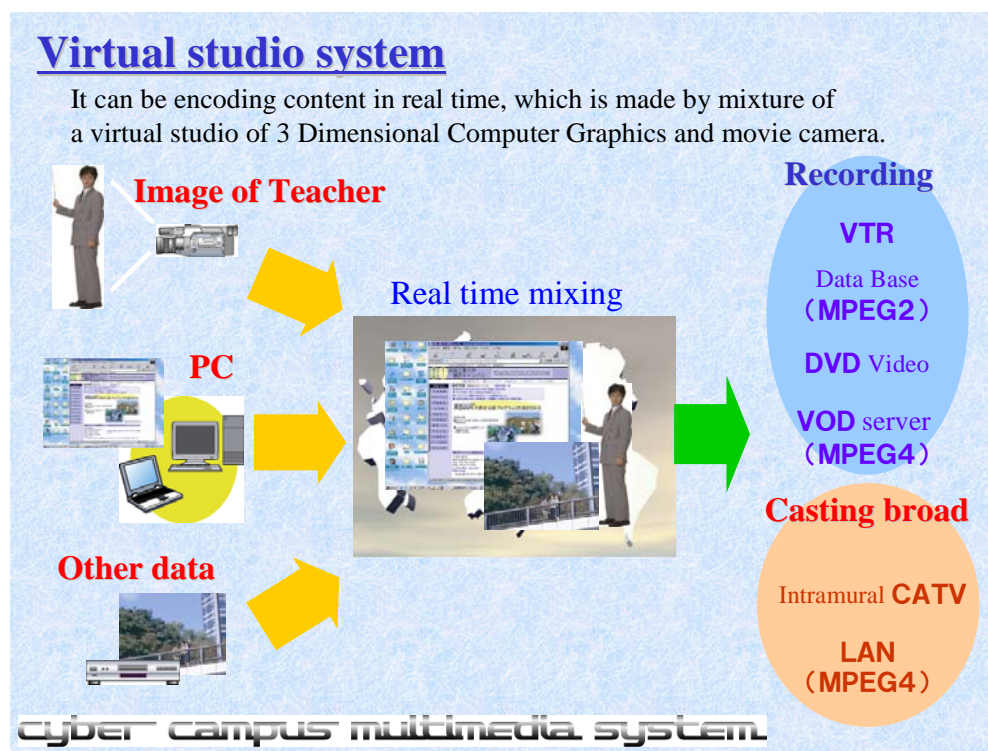 Virtual studio system
It can be encoding content in real time, which is made by mixture of
a virtual studio of 3 Dimensional Computer Graphics and movie camera.
Image of Teacher
PC
Other data
Real time mixing
Recording
VTR
Data Base
（MPEG2）
DVD Video
VOD server
（MPEG4）
Casting broad
Intramural CATV
LAN
（MPEG4）
cyber campus multimedia system